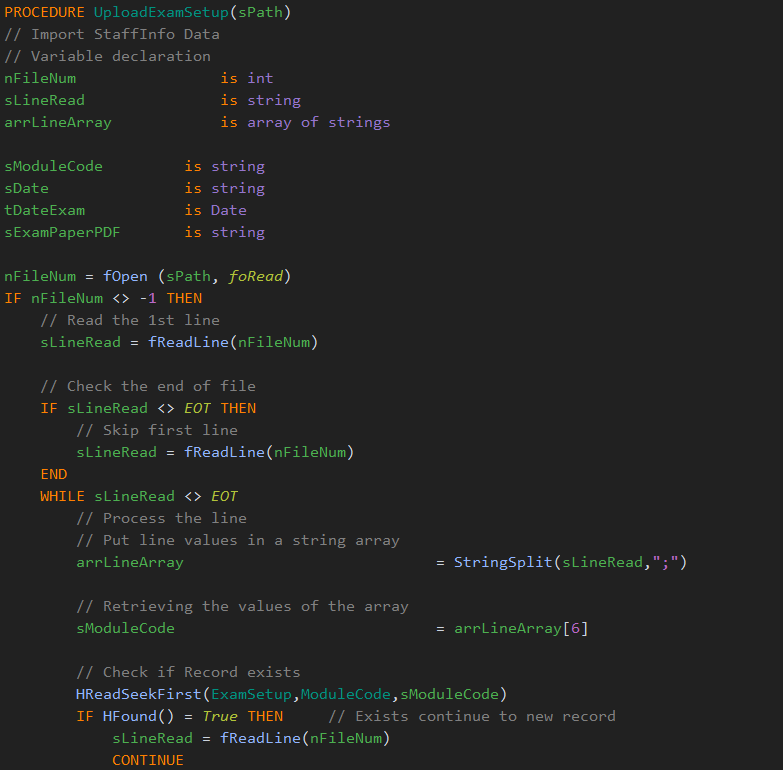 PROCEDURE UploadExamSetup(sPath)
// Import StaffInfo Data
// Variable declaration
nFileNum is int
sLineRead is string
arrLineArray is array of strings
sModuleCode is string
sDate is string
tDateExam is Date
sExamPaperPDF is string
nFileNum = fOpen (sPath, foRead)
IF nFileNum <> -1 THEN
// Read the 1st line
sLineRead = fReadLine(nFileNum)
// Check the end of file
IF sLineRead <> EOT THEN
// Skip first line
sLineRead = fReadLine(nFileNum)
END
WHILE sLineRead <> EOT
// Process the line
// Put line values in a string array
arrLineArray = StringSplit(sLineRead,";")
// Retrieving the values of the array
sModuleCode = arrLineArray[6]
// Check if Record exists
HReadSeekFirst(ExamSetup,ModuleCode,sModuleCode)
IF HFound() = True THEN // Exists continue to new record
sLineRead = fReadLine(nFileNum)
CONTINUE